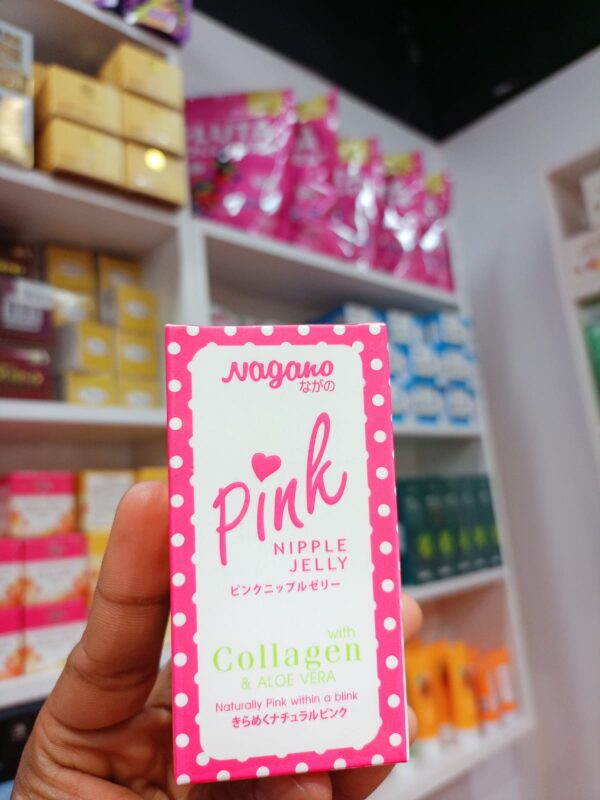 Nagano
ながの
Pink
NIPPLE
JELLY
ピンクニップルゼリー
with
Collagen
& ALOE VERA
Naturally Pink within a blink
きらめくナチュラルピンク